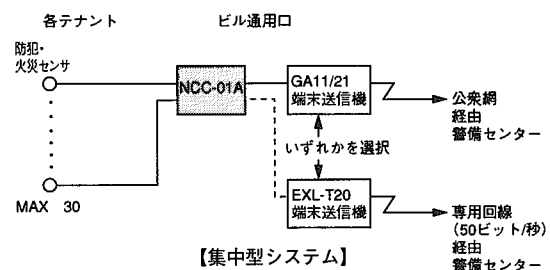 各テナント
ビル通用口
防犯・
火災センサ
NCC-01A
GA11/21
端末送信機
公衆網
経由
警備センター
いずれかを選択
MAX 30
EXL-T20
端末送信機
専用回線
(50ビット/秒)
経由
警備センター
【集中型システム】